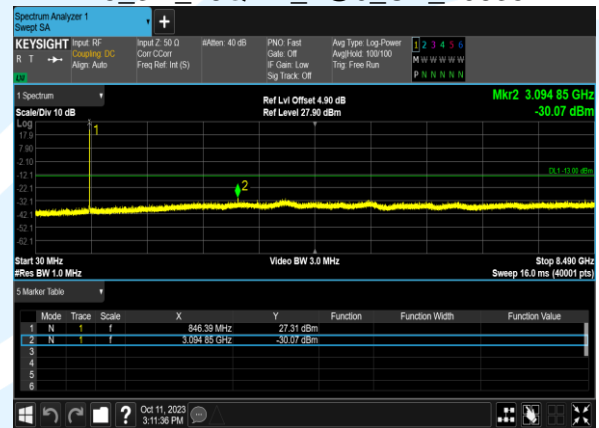 Spectrum Analyzer 1
Swept SA
KEYSIGHT Input: RF Input Z: 50 Ω #Atten: 40 dB PNO: Fast Avg Type: Log-Power 1 2 3 4 5 6
R T Coupling: DC Corr CCorr Gate: Off Avg|Hold: 100/100 M W W W W W
Align: Auto Freq Ref: Int (S) IF Gain: Low Trig: Free Run
Sig Track: Off P N N N N N
1 Spectrum Ref Lvl Offset 4.90 dB Mkr2 3.094 85 GHz
Scale/Div 10 dB Ref Level 27.90 dBm -30.07 dBm
Log
17.9
1
7.90
-2.10
-12.1 DL1 -13.00 dBm
-22.1 2
-32.1
-42.1
-52.1
-62.1
Start 30 MHz Video BW 3.0 MHz Stop 8.490 GHz
#Res BW 1.0 MHz Sweep 16.0 ms (40001 pts)
5 Marker Table
Mode Trace Scale X Y Function Function Width Function Value
1 N 1 f 846.39 MHz 27.31 dBm
2 N 1 f 3.094 85 GHz -30.07 dBm
3
4
5
6
? Oct 11, 2023
3:11:36 PM